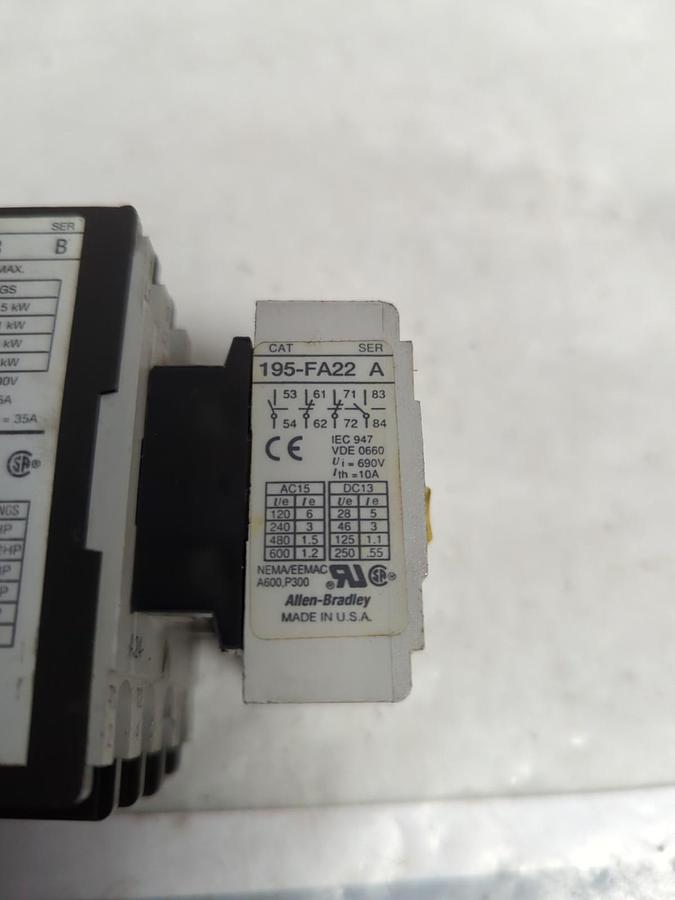 SER
B
MAX.
GS
5 kW
kW
kW
kW
= 35A
SA®
NGS
HP
HP
CAT SER
195-FA22 A
53 61 71 83
54 62 72 84
CE IEC 947
VDE 0660
Ui = 690V
Ith =10A
AC15 DC13
Ue Ie Ue Ie
120 6 28 5
240 3 46 3
480 1.5 125 1.1
600 1.2 250 .55
NEMA/EEMAC
A600,P300
Allen-Bradley
MADE IN U.S.A.